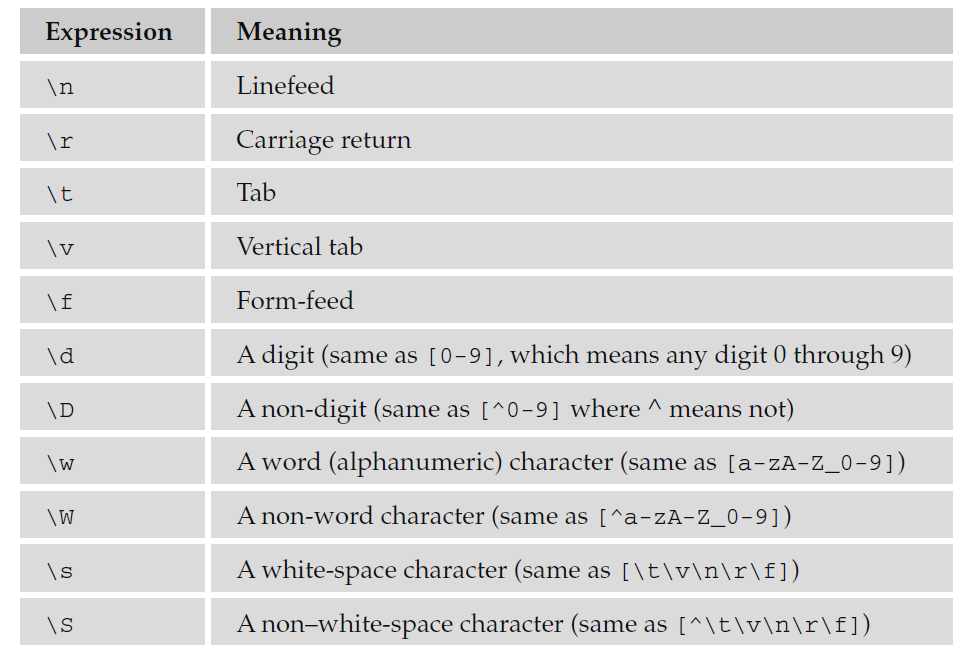 Expression Meaning
\n Linefeed
\r Carriage return
\t Tab
\v Vertical tab
\f Form-feed
\d A digit (same as [0-9], which means any digit 0 through 9)
\D A non-digit (same as [^0-9] where ^ means not)
\w A word (alphanumeric) character (same as [a-zA-Z_0-9])
\W A non-word character (same as [^a-zA-Z_0-9])
\s A white-space character (same as [\t\v\n\r\f])
\S A non–white-space character (same as [^\t\v\n\r\f])